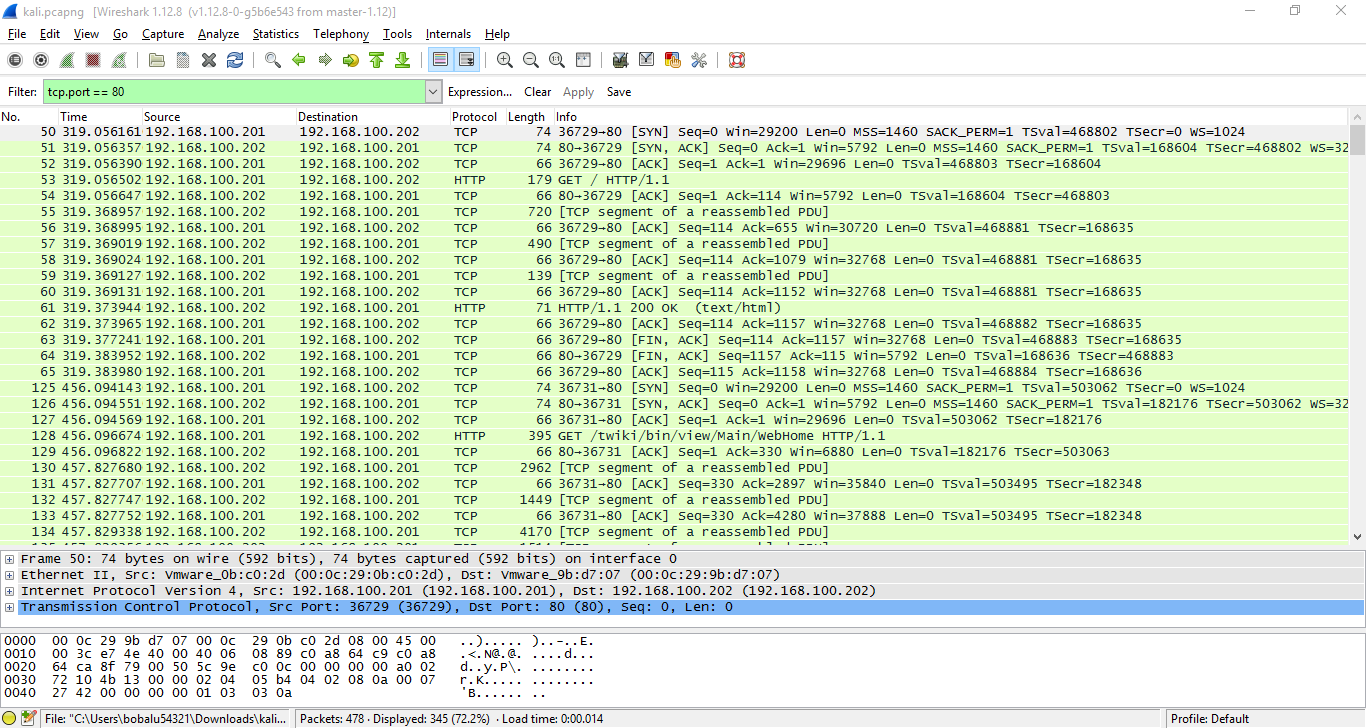 kali.pcapng [Wireshark 1.12.8 (v1.12.8-0-g5b6e543 from master-1.12)]
File Edit View Go Capture Analyze Statistics Telephony Tools Internals Help
Filter: tcp.port == 80 Expression... Clear Apply Save
No. Time Source Destination Protocol Length Info
50 319.056161 192.168.100.201 192.168.100.202 TCP 74 36729→80 [SYN] Seq=0 Win=29200 Len=0 MSS=1460 SACK_PERM=1 TSval=468802 TSecr=0 WS=1024
51 319.056357 192.168.100.202 192.168.100.201 TCP 74 80→36729 [SYN, ACK] Seq=0 Ack=1 Win=5792 Len=0 MSS=1460 SACK_PERM=1 TSval=168604 TSecr=468802 WS=32
52 319.056390 192.168.100.201 192.168.100.202 TCP 66 36729→80 [ACK] Seq=1 Ack=1 Win=29696 Len=0 TSval=468803 TSecr=168604
53 319.056502 192.168.100.201 192.168.100.202 HTTP 179 GET / HTTP/1.1
54 319.056647 192.168.100.202 192.168.100.201 TCP 66 80→36729 [ACK] Seq=1 Ack=114 Win=5792 Len=0 TSval=168604 TSecr=468803
55 319.368957 192.168.100.202 192.168.100.201 TCP 720 [TCP segment of a reassembled PDU]
56 319.368995 192.168.100.201 192.168.100.202 TCP 66 36729→80 [ACK] Seq=114 Ack=655 Win=30720 Len=0 TSval=468881 TSecr=168635
57 319.369019 192.168.100.202 192.168.100.201 TCP 490 [TCP segment of a reassembled PDU]
58 319.369024 192.168.100.201 192.168.100.202 TCP 66 36729→80 [ACK] Seq=114 Ack=1079 Win=32768 Len=0 TSval=468881 TSecr=168635
59 319.369127 192.168.100.202 192.168.100.201 TCP 139 [TCP segment of a reassembled PDU]
60 319.369131 192.168.100.201 192.168.100.202 TCP 66 36729→80 [ACK] Seq=114 Ack=1152 Win=32768 Len=0 TSval=468881 TSecr=168635
61 319.373944 192.168.100.202 192.168.100.201 HTTP 71 HTTP/1.1 200 OK (text/html)
62 319.373965 192.168.100.201 192.168.100.202 TCP 66 36729→80 [ACK] Seq=114 Ack=1157 Win=32768 Len=0 TSval=468882 TSecr=168635
63 319.377241 192.168.100.201 192.168.100.202 TCP 66 36729→80 [FIN, ACK] Seq=114 Ack=1157 Win=32768 Len=0 TSval=468883 TSecr=168635
64 319.383952 192.168.100.202 192.168.100.201 TCP 66 80→36729 [FIN, ACK] Seq=1157 Ack=115 Win=5792 Len=0 TSval=168636 TSecr=468883
65 319.383980 192.168.100.201 192.168.100.202 TCP 66 36729→80 [ACK] Seq=115 Ack=1158 Win=32768 Len=0 TSval=468884 TSecr=168636
125 456.094143 192.168.100.201 192.168.100.202 TCP 74 36731→80 [SYN] Seq=0 Win=29200 Len=0 MSS=1460 SACK_PERM=1 TSval=503062 TSecr=0 WS=1024
126 456.094551 192.168.100.202 192.168.100.201 TCP 74 80→36731 [SYN, ACK] Seq=0 Ack=1 Win=5792 Len=0 MSS=1460 SACK_PERM=1 TSval=182176 TSecr=503062 WS=32
127 456.094569 192.168.100.201 192.168.100.202 TCP 66 36731→80 [ACK] Seq=1 Ack=1 Win=29696 Len=0 TSval=503062 TSecr=182176
128 456.096674 192.168.100.201 192.168.100.202 HTTP 395 GET /twiki/bin/view/Main/WebHome HTTP/1.1
129 456.096822 192.168.100.202 192.168.100.201 TCP 66 80→36731 [ACK] Seq=1 Ack=330 Win=6880 Len=0 TSval=182176 TSecr=503063
130 457.827680 192.168.100.202 192.168.100.201 TCP 2962 [TCP segment of a reassembled PDU]
131 457.827707 192.168.100.201 192.168.100.202 TCP 66 36731→80 [ACK] Seq=330 Ack=2897 Win=35840 Len=0 TSval=503495 TSecr=182348
132 457.827747 192.168.100.202 192.168.100.201 TCP 1449 [TCP segment of a reassembled PDU]
133 457.827752 192.168.100.201 192.168.100.202 TCP 66 36731→80 [ACK] Seq=330 Ack=4280 Win=37888 Len=0 TSval=503495 TSecr=182348
134 457.829338 192.168.100.202 192.168.100.201 TCP 4170 [TCP segment of a reassembled PDU]
Frame 50: 74 bytes on wire (592 bits), 74 bytes captured (592 bits) on interface 0
Ethernet II, Src: Vmware_0b:c0:2d (00:0c:29:0b:c0:2d), Dst: Vmware_9b:d7:07 (00:0c:29:9b:d7:07)
Internet Protocol Version 4, Src: 192.168.100.201 (192.168.100.201), Dst: 192.168.100.202 (192.168.100.202)
Transmission Control Protocol, Src Port: 36729 (36729), Dst Port: 80 (80), Seq: 0, Len: 0
0000 00 0c 29 9b d7 07 00 0c 29 0b c0 2d 08 00 45 00 ..)..... )..-..E.
0010 00 3c e7 4e 40 00 40 06 08 89 c0 a8 64 c9 c0 a8 .<.N@.@. ....d...
0020 64 ca 8f 79 00 50 5c 9e c0 0c 00 00 00 00 a0 02 d..y.P\. ........
0030 72 10 4b 13 00 00 02 04 05 b4 04 02 08 0a 00 07 r.K..... ........
0040 27 42 00 00 00 00 01 03 03 0a 'B...... ..
File: "C:\Users\bobalu54321\Downloads\kali... Packets: 478 · Displayed: 345 (72.2%) · Load time: 0:00.014 Profile: Default